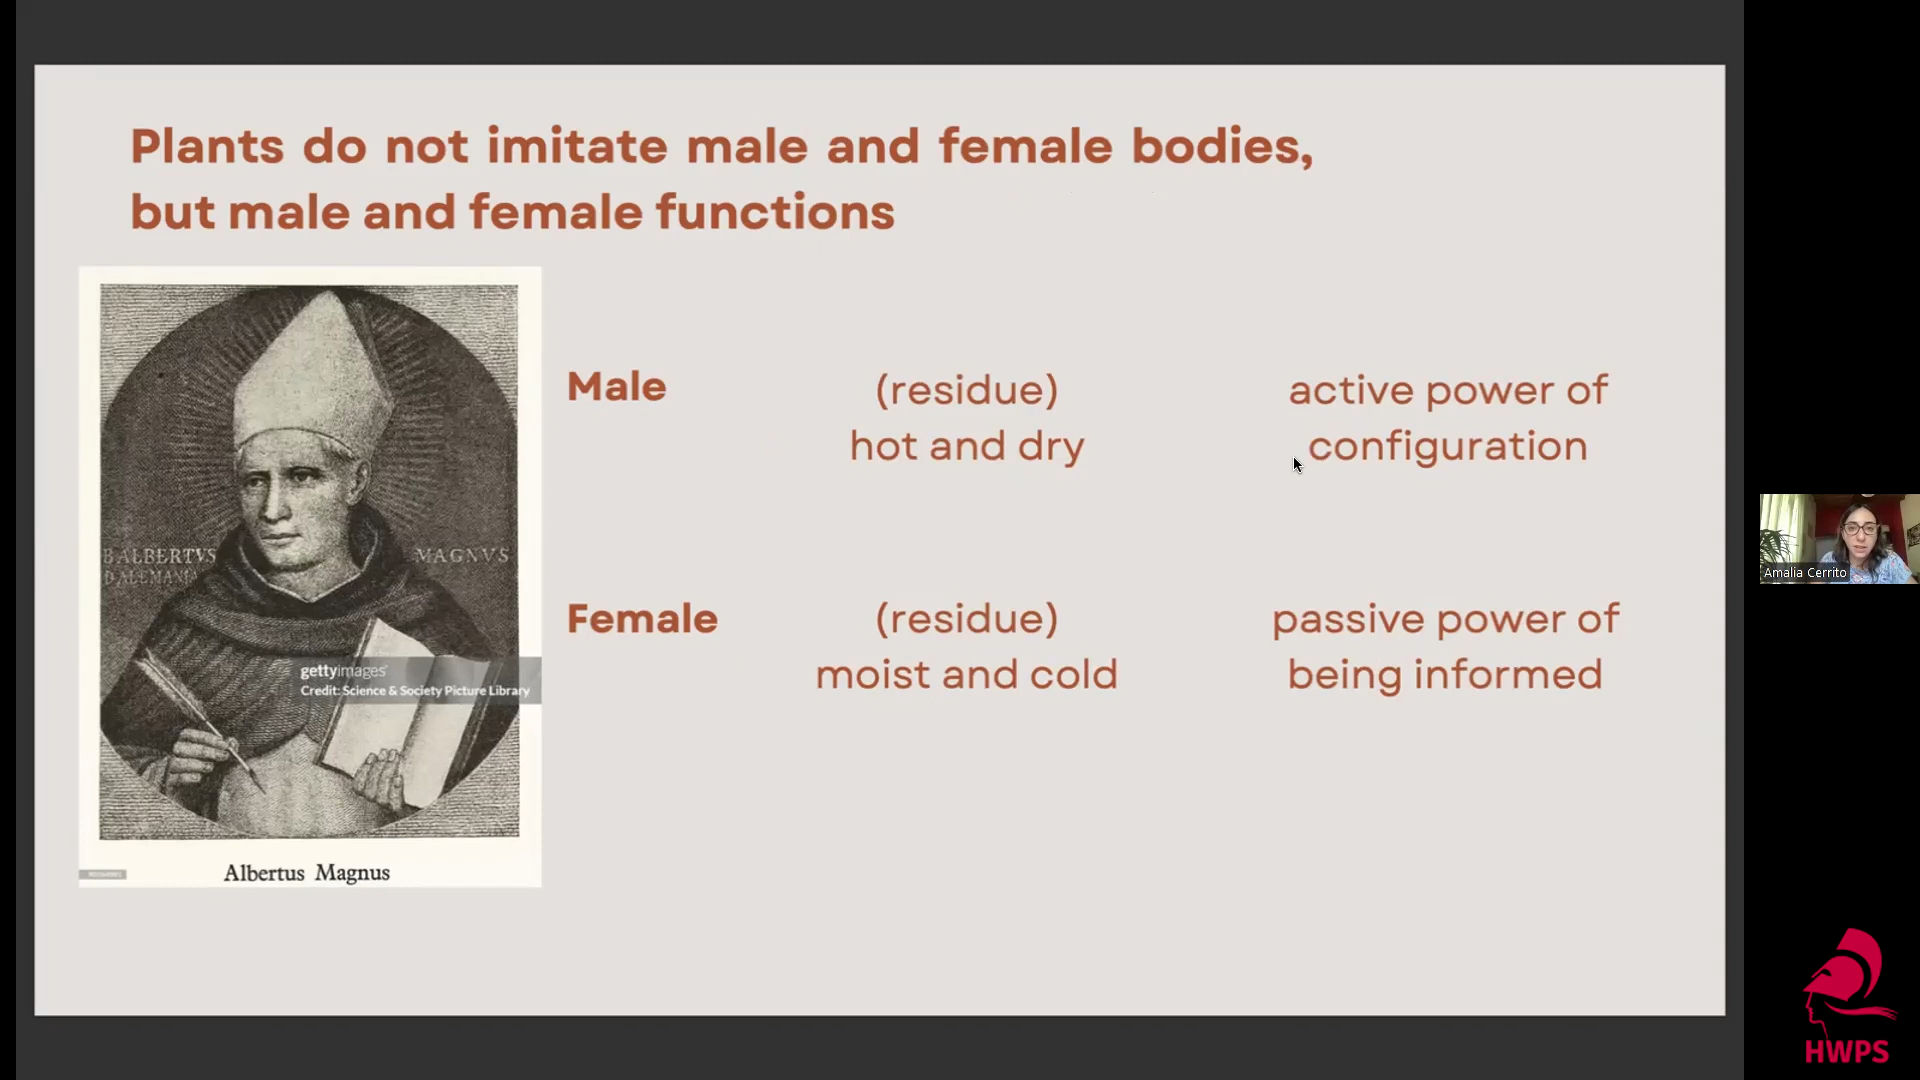 Plants do not imitate male and female bodies,
but male and female functions
B ALBERTVS
MAGNVS
D ALEMANIA
gettyimages
Credit: Science & Society Picture Library
Albertus Magnus
Male
(residue)
hot and dry
active power of
configuration
Female
(residue)
moist and cold
passive power of
being informed
Amalia Cerrito
HWPS